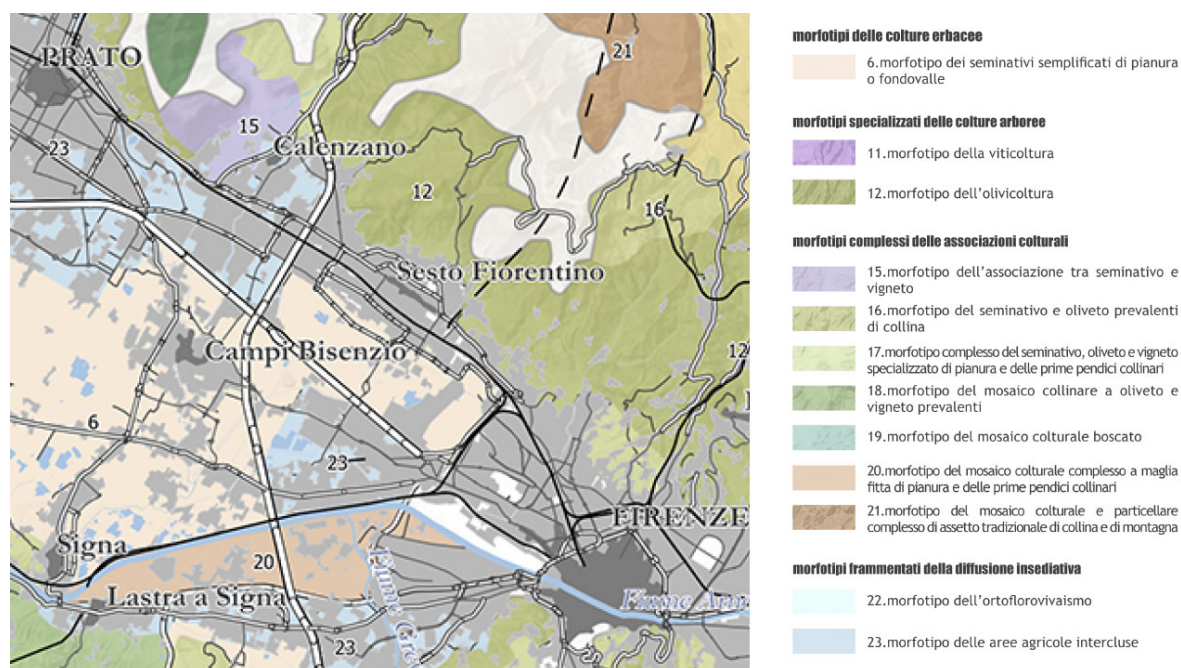 PRATO
21
15
Calenzano
23
12
16
Sesto Fiorentino
Campi Bisenzio
12
6
23
FIRENZE
Signa
20
Lastra a Signa
Fiume
23
Fiume
morfotipi delle colture erbacee
6.morfotipo dei seminativi semplificati di pianura
o fondovalle
morfotipi specializzati delle colture arboree
11.morfotipo della viticoltura
12.morfotipo dell'olivicoltura
morfotipi complessi delle associazioni colturali
15.morfotipo dell'associazione tra seminativo e
vigneto
16.morfotipo del seminativo e oliveto prevalenti
di collina
17.morfotipo complesso del seminativo, oliveto e vigneto
specializzato di pianura e delle prime pendici collinari
18.morfotipo del mosaico collinare a oliveto e
vigneto prevalenti
19.morfotipo del mosaico colturale boscato
20.morfotipo del mosaico colturale complesso a maglia
fitta di pianura e delle prime pendici collinari
21.morfotipo del mosaico colturale e particellare
complesso di assetto tradizionale di collina e di montagna
morfotipi frammentati della diffusione insediativa
22.morfotipo dell'ortoflorovivaismo
23.morfotipo delle aree agricole intercluse